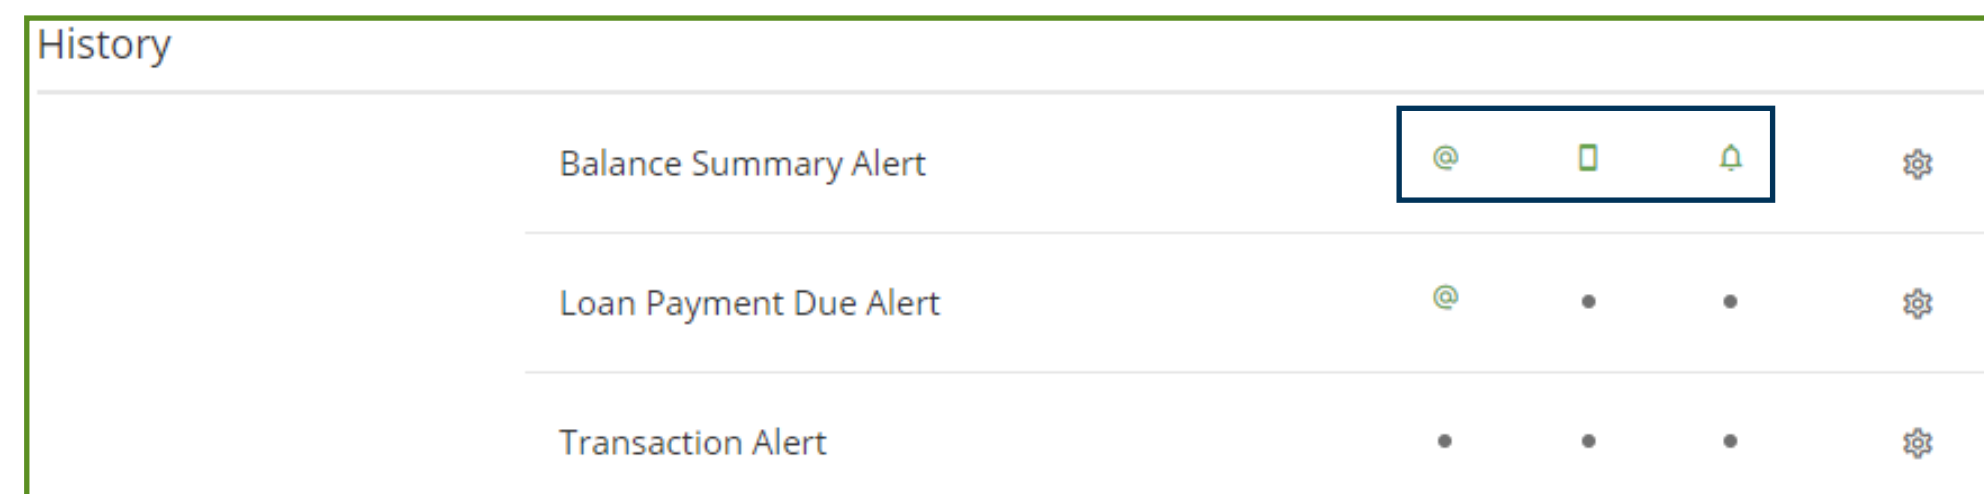 History
Balance Summary Alert
Loan Payment Due Alert
Transaction Alert